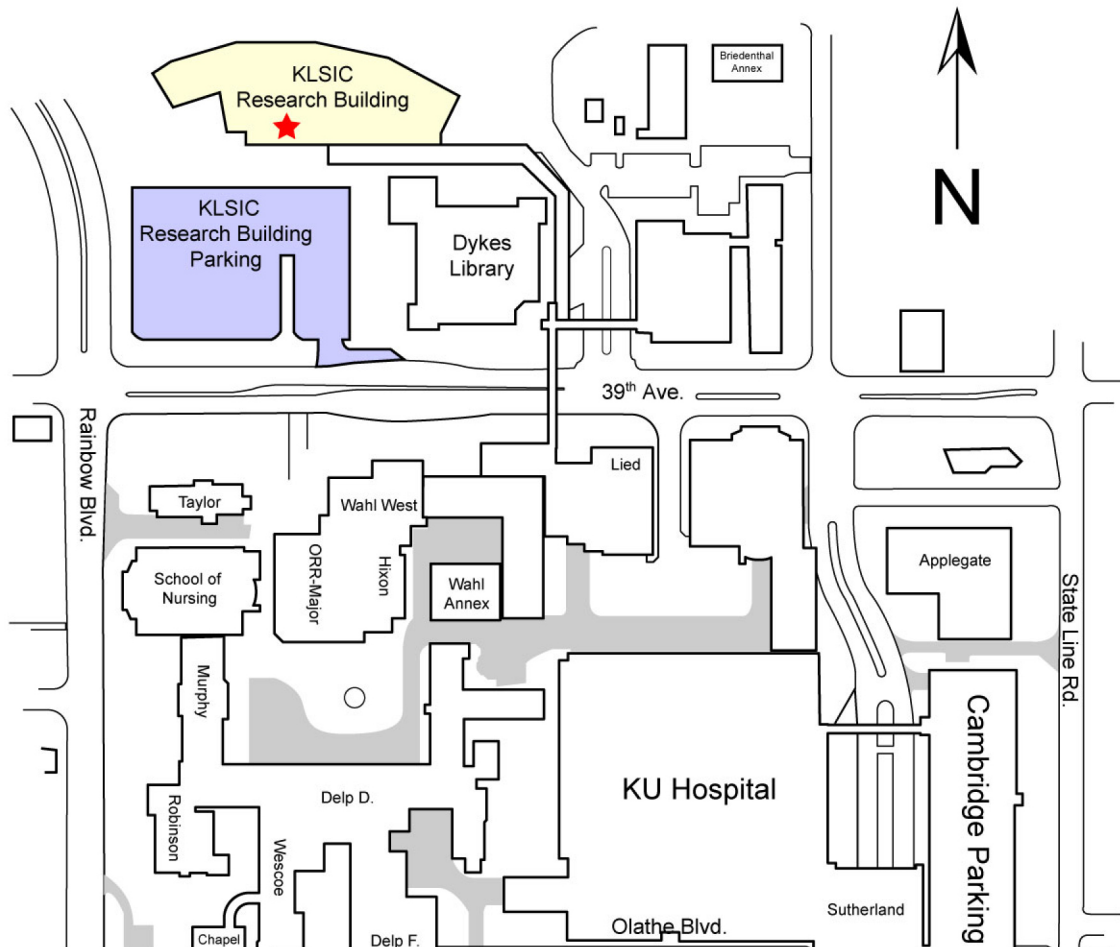 KLSIC
Research Building
Briedenthal
Annex
N
KLSIC
Research Building
Parking
Dykes
Library
39th Ave.
Rainbow Blvd.
Lied
Taylor
Wahl West
ORR-Major
Hixon
School of
Nursing
Wahl
Annex
Applegate
State Line Rd.
Murphy
Cambridge Parking
KU Hospital
Delp D.
Robinson
Wescoe
Sutherland
Olathe Blvd.
Chapel
Delp F.